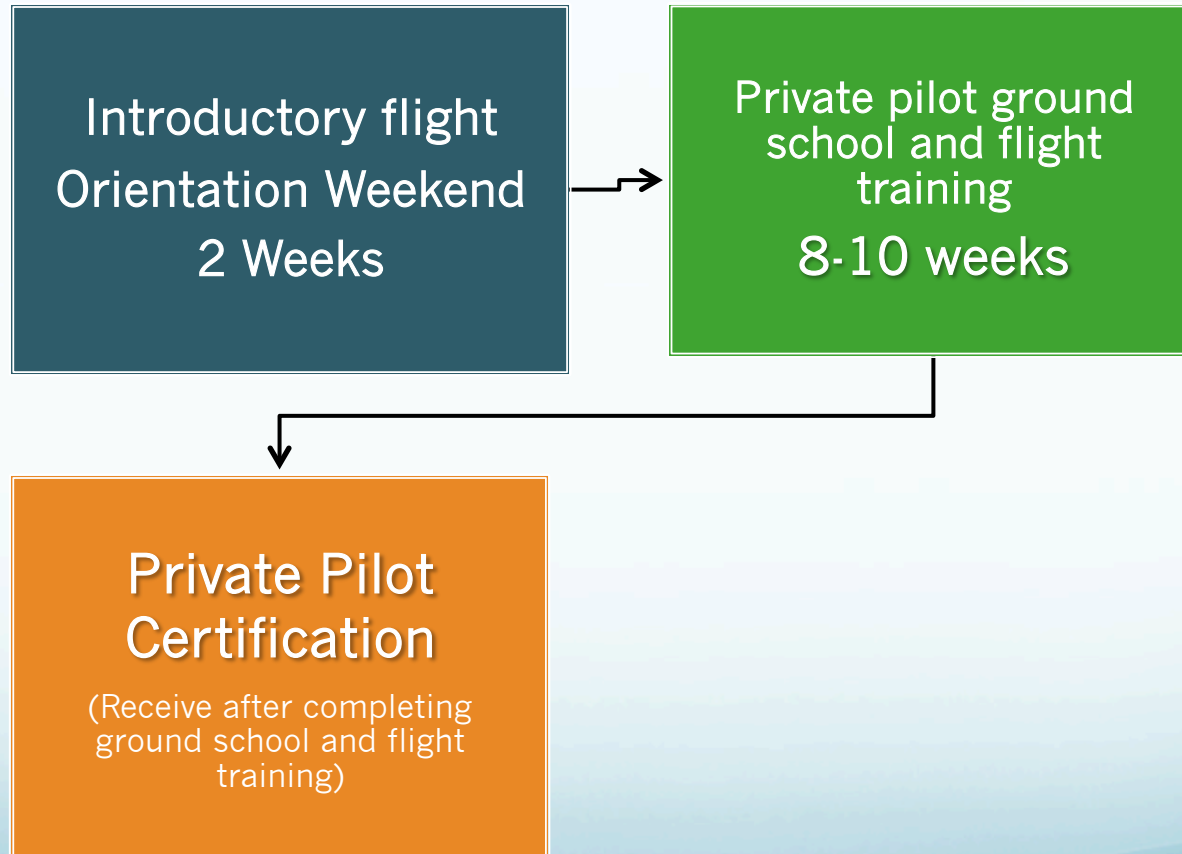 Introductory flight
Orientation Weekend
2 Weeks
Private pilot ground
school and flight
training
8-10 weeks
Private Pilot
Certification
(Receive after completing
ground school and flight
training)